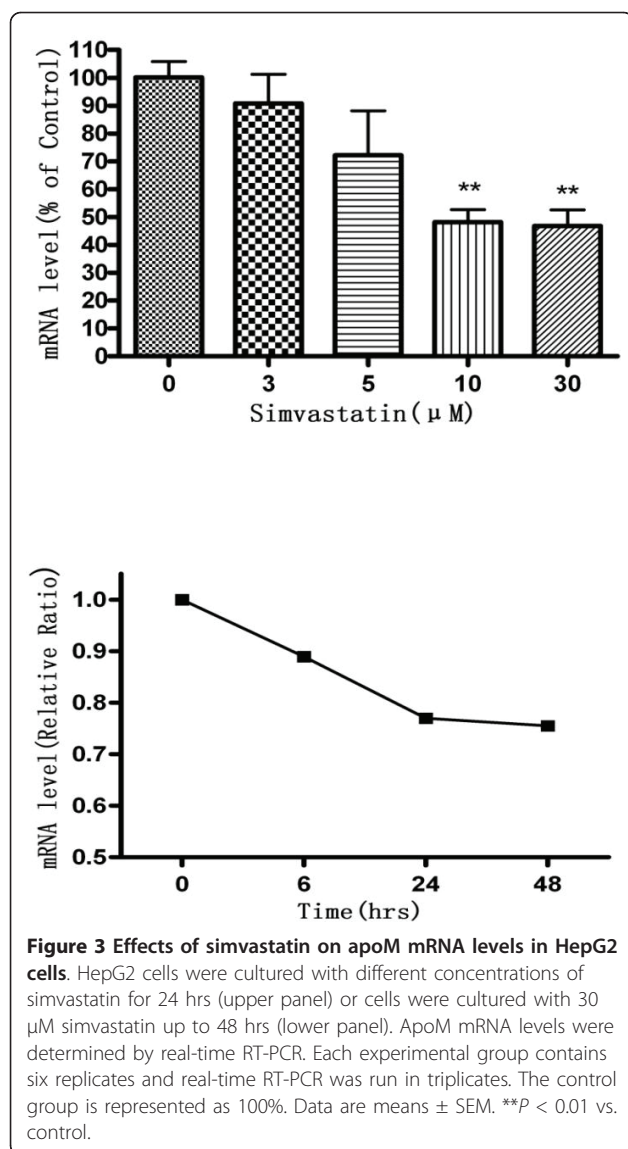 mRNA level(% of Control)
110
100
90
80
70
60
50
40
30
20
10
0
** **
0 3 5 10 30
Simvastatin(μM)
mRNA level(Relative Ratio)
1.0
0.9
0.8
0.7
0.6
0.5
0 6 24 48
Time(hrs)
Figure 3 Effects of simvastatin on apoM mRNA levels in HepG2
cells. HepG2 cells were cultured with different concentrations of
simvastatin for 24 hrs (upper panel) or cells were cultured with 30
μM simvastatin up to 48 hrs (lower panel). ApoM mRNA levels were
determined by real-time RT-PCR. Each experimental group contains
six replicates and real-time RT-PCR was run in triplicates. The control
group is represented as 100%. Data are means ± SEM. **P < 0.01 vs.
control.